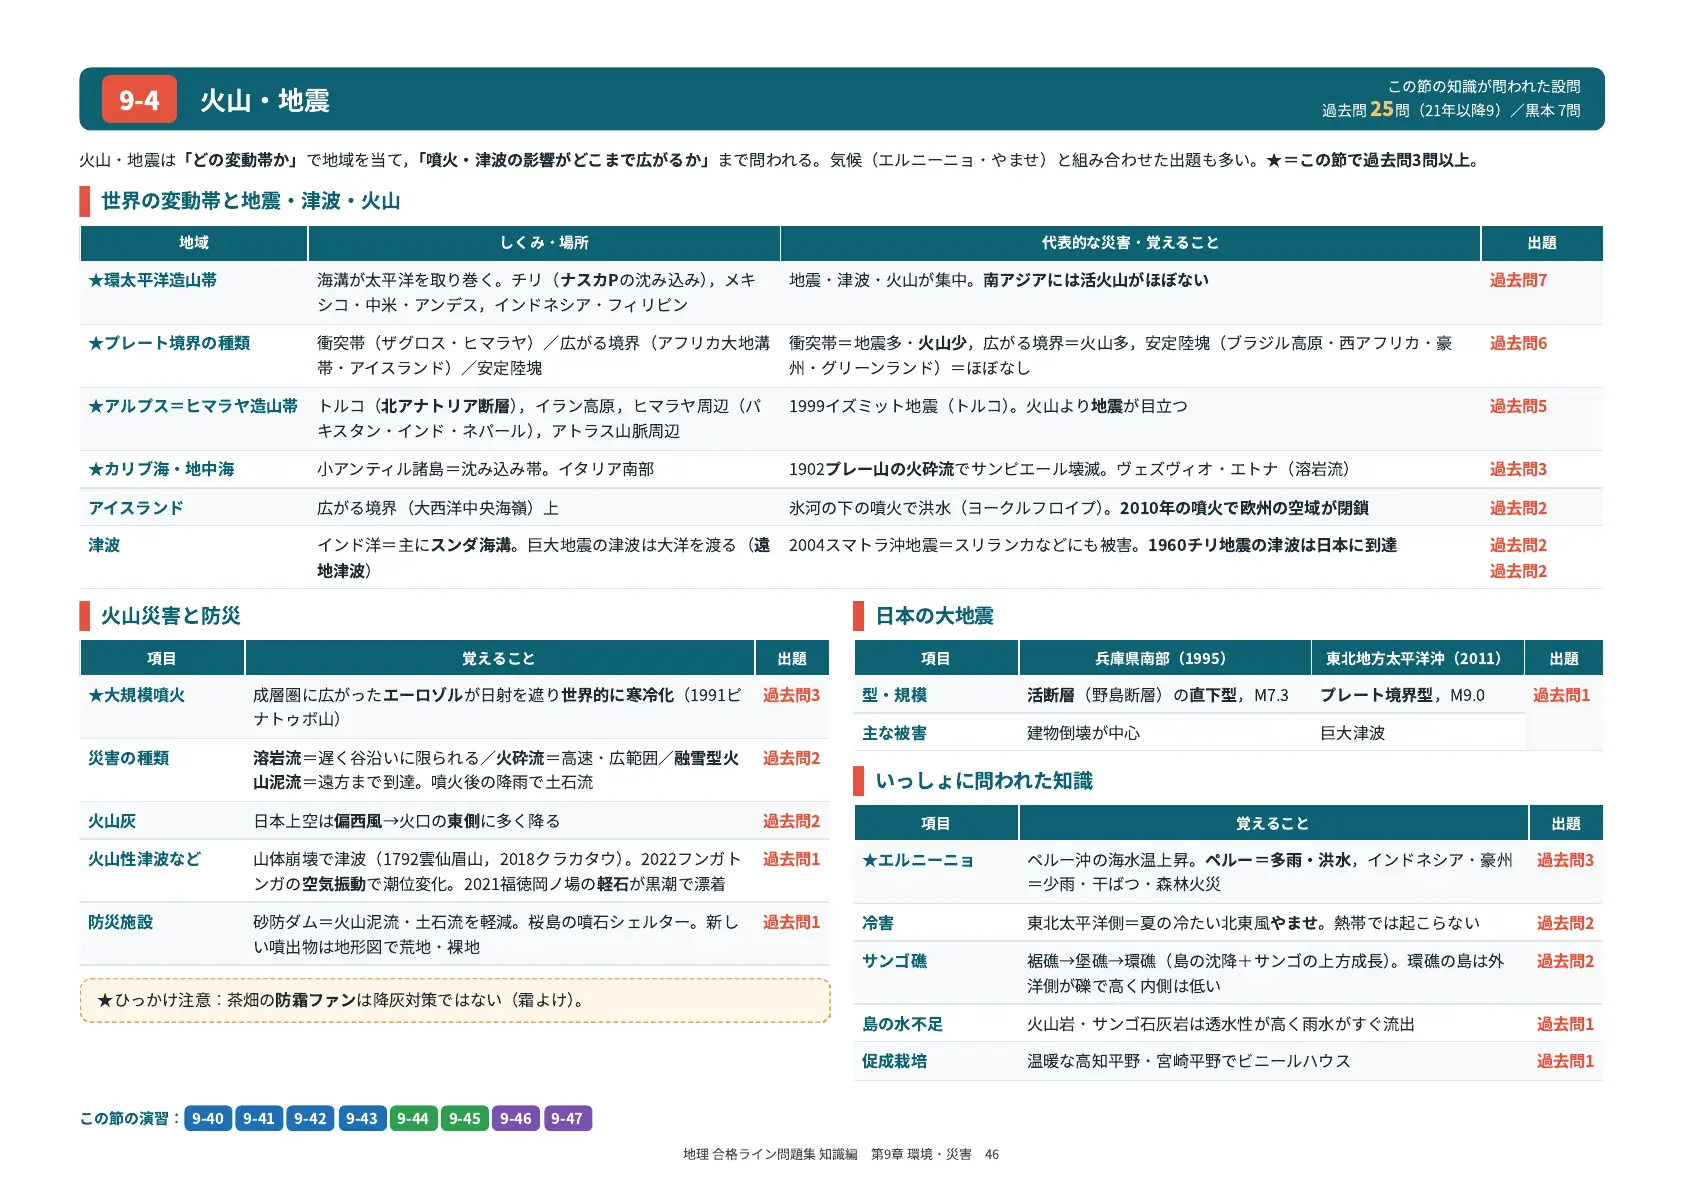 9-4 火山・地震
この節の知識が問われた設問
過去問 25問（21年以降9）／黒本 7問
火山・地震は「どの変動帯か」で地域を当て，「噴火・津波の影響がどこまで広がるか」まで問われる。気候（エルニーニョ・やませ）と組み合わせた出題も多い。★＝この節で過去問3問以上。
世界の変動帯と地震・津波・火山
地域 しくみ・場所 代表的な災害・覚えること 出題
★環太平洋造山帯 海溝が太平洋を取り巻く。チリ（ナスカPの沈み込み），メキ 地震・津波・火山が集中。南アジアには活火山がほぼない 過去問7
シコ・中米・アンデス，インドネシア・フィリピン
★プレート境界の種類 衝突帯（ザグロス・ヒマラヤ）／広がる境界（アフリカ大地溝 衝突帯＝地震多・火山少，広がる境界＝火山多，安定陸塊（ブラジル高原・西アフリカ・豪 過去問6
帯・アイスランド）／安定陸塊 州・グリーンランド）＝ほぼなし
★アルプス＝ヒマラヤ造山帯 トルコ（北アナトリア断層），イラン高原，ヒマラヤ周辺（パ 1999イズミット地震（トルコ）。火山より地震が目立つ 過去問5
キスタン・インド・ネパール），アトラス山脈周辺
★カリブ海・地中海 小アンティル諸島＝沈み込み帯。イタリア南部 1902プレー山の火砕流でサンピエール壊滅。ヴェズヴィオ・エトナ（溶岩流） 過去問3
アイスランド 広がる境界（大西洋中央海嶺）上 氷河の下の噴火で洪水（ヨークルフロイプ）。2010年の噴火で欧州の空域が閉鎖 過去問2
津波 インド洋＝主にスンダ海溝。巨大地震の津波は大洋を渡る（遠 2004スマトラ沖地震＝スリランカなどにも被害。1960チリ地震の津波は日本に到達 過去問2
地津波） 過去問2
火山災害と防災
項目 覚えること 出題
★大規模噴火 成層圏に広がったエーロゾルが日射を遮り世界的に寒冷化（1991ピ 過去問3
ナトゥボ山）
災害の種類 溶岩流＝遅く谷沿いに限られる／火砕流＝高速・広範囲／融雪型火 過去問2
山泥流＝遠方まで到達。噴火後の降雨で土石流
火山灰 日本上空は偏西風→火口の東側に多く降る 過去問2
火山性津波など 山体崩壊で津波（1792雲仙眉山，2018クラカタウ）。2022フンガト 過去問1
ンガの空気振動で潮位変化。2021福徳岡ノ場の軽石が黒潮で漂着
防災施設 砂防ダム＝火山泥流・土石流を軽減。桜島の噴石シェルター。新し 過去問1
い噴出物は地形図で荒地・裸地
★ひっかけ注意：茶畑の防霜ファンは降灰対策ではない（霜よけ）。
日本の大地震
項目 兵庫県南部（1995） 東北地方太平洋沖（2011） 出題
型・規模 活断層（野島断層）の直下型，M7.3 プレート境界型，M9.0 過去問1
主な被害 建物倒壊が中心 巨大津波
いっしょに問われた知識
項目 覚えること 出題
★エルニーニョ ペルー沖の海水温上昇。ペルー＝多雨・洪水，インドネシア・豪州 過去問3
＝少雨・干ばつ・森林火災
冷害 東北太平洋側＝夏の冷たい北東風やませ。熱帯では起こらない 過去問2
サンゴ礁 裾礁→堡礁→環礁（島の沈降＋サンゴの上方成長）。環礁の島は外 過去問2
洋側が礫で高く内側は低い
島の水不足 火山岩・サンゴ石灰岩は透水性が高く雨水がすぐ流出 過去問1
促成栽培 温暖な高知平野・宮崎平野でビニールハウス 過去問1
この節の演習： 9-40 9-41 9-42 9-43 9-44 9-45 9-46 9-47
地理 合格ライン問題集 知識編 第9章 環境・災害 46